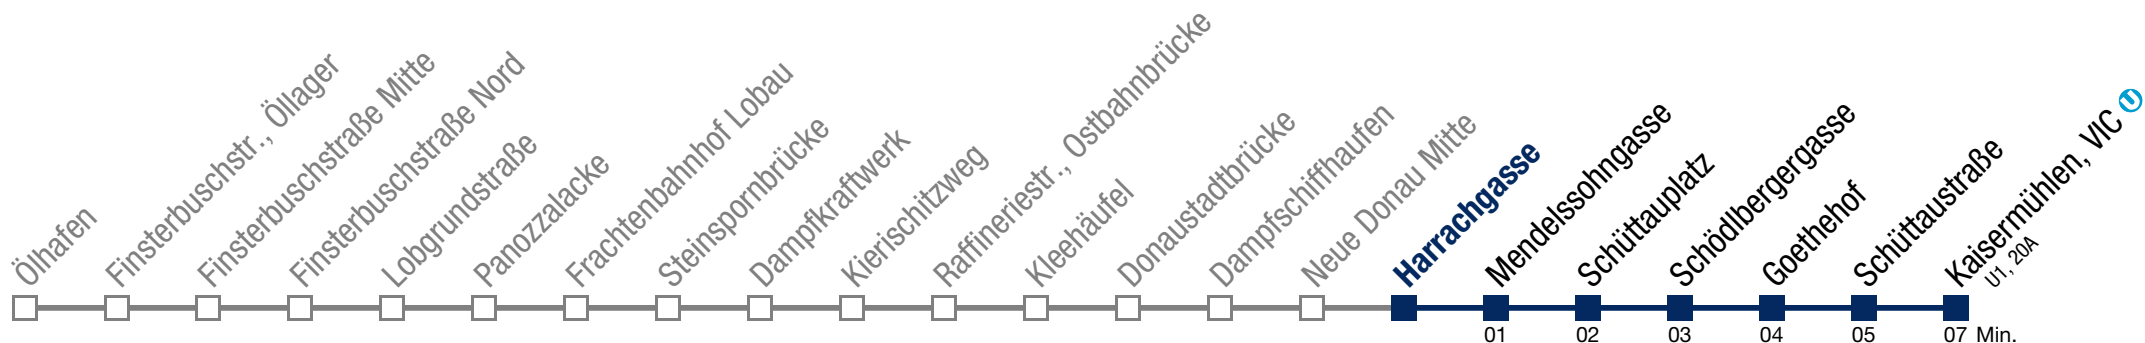 Ölhafen
Finsterbuschstr., Öllager
Finsterbuschstraße Mitte
Finsterbuschstraße Nord
Lobgrundstraße
Panozzalacke
Frachtenbahnhof Lobau
Steinspornbrücke
Dampfkraftwerk
Kierischitzweg
Raffineriestr., Ostbahnbrücke
Kleehäufel
Donaustadtbrücke
Dampfschiffhaufen
Neue Donau Mitte
Harrachgasse
Mendelssohngasse
Schüttauplatz
Schödlbergergasse
Goethehof
Schüttaustraße
Kaisermühlen, VIC U
U1, 20A
01 02 03 04 05 07 Min.